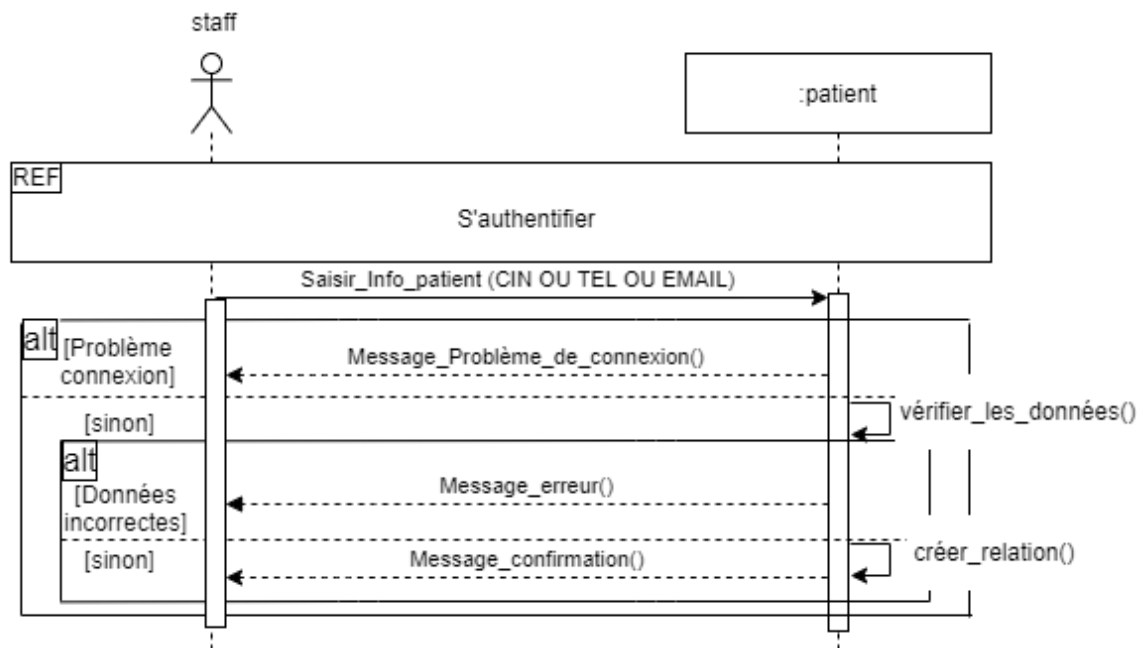 staff
:patient
REF
S'authentifier
Saisir_Info_patient (CIN OU TEL OU EMAIL)
alt
[Problème
connexion]
Message_Problème_de_connexion()
[sinon]
vérifier_les_données()
alt
[Données
incorrectes]
Message_erreur()
[sinon]
Message_confirmation()
créer_relation()